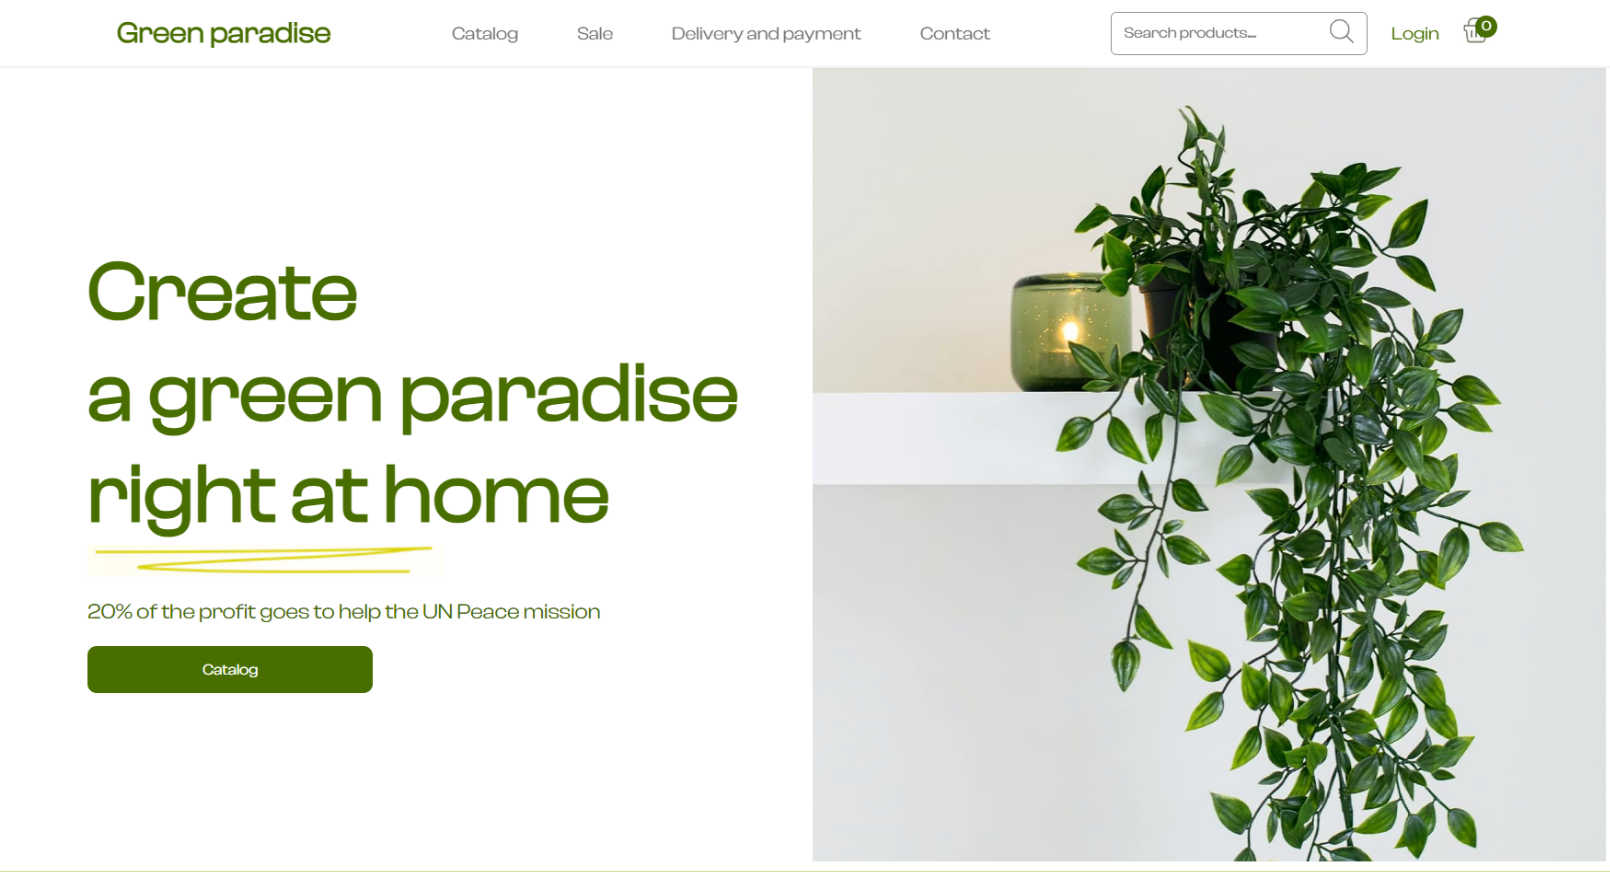 Green paradise
Catalog
Sale
Delivery and payment
Contact
Search products...
Login
0
Create
a green paradise
right at home
20% of the profit goes to help the UN Peace mission
Catalog